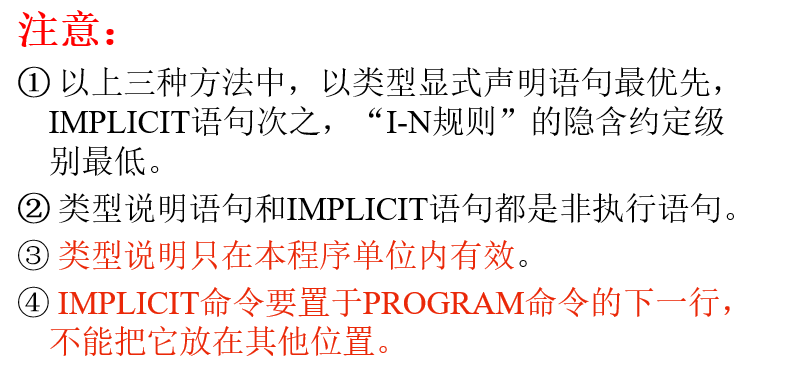 注意：
① 以上三种方法中，以类型显式声明语句最优先，
IMPLICIT语句次之，“I-N规则”的隐含约定级
别最低。
② 类型说明语句和IMPLICIT语句都是非执行语句。
③ 类型说明只在本程序单位内有效。
④ IMPLICIT命令要置于PROGRAM命令的下一行，
不能把它放在其他位置。